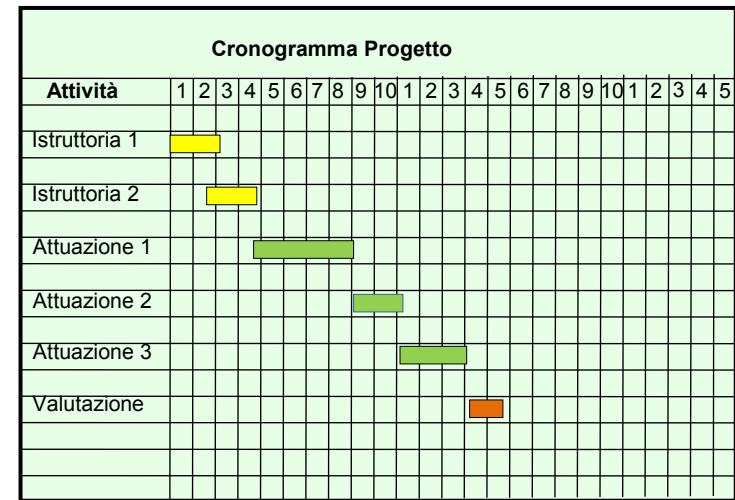 Cronogramma Progetto
Attività 1 2 3 4 5 6 7 8 9 10 1 2 3 4 5 6 7 8 9 10 1 2 3 4 5
Istruttoria 1
Istruttoria 2
Attuazione 1
Attuazione 2
Attuazione 3
Valutazione